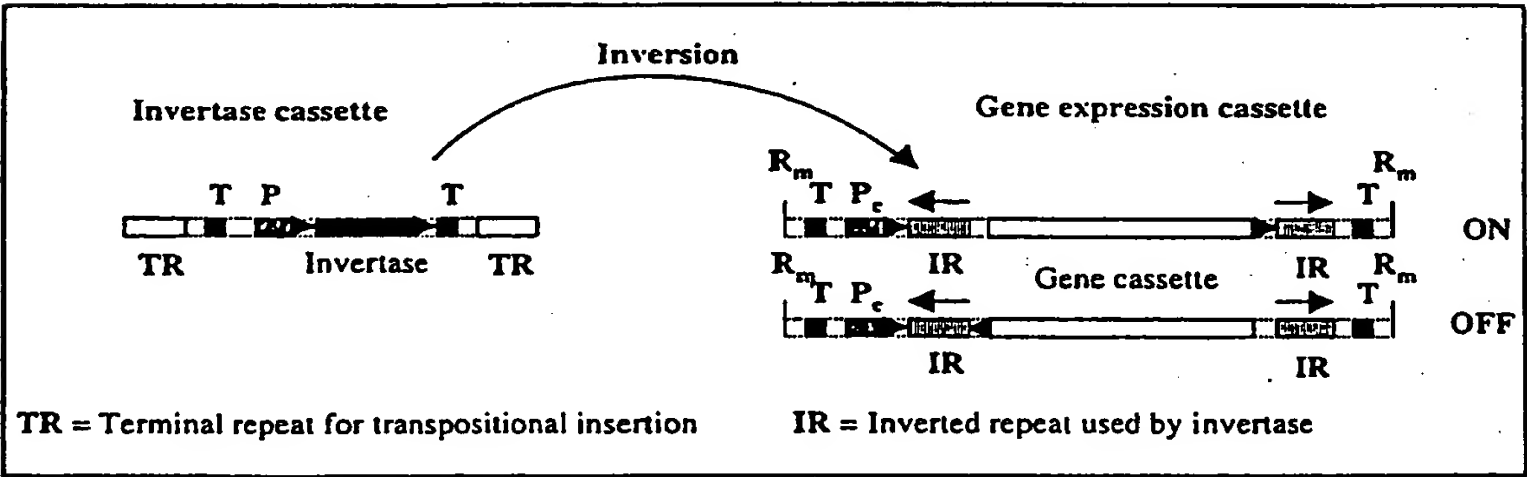 Inversion
Invertase cassette
Gene expression cassette
T P T
TR Invertase TR
Rm T Pc T Rm
ON
IR Gene cassette IR
Rm T Pc T Rm
OFF
IR IR
TR = Terminal repeat for transpositional insertion
IR = Inverted repeat used by invertase